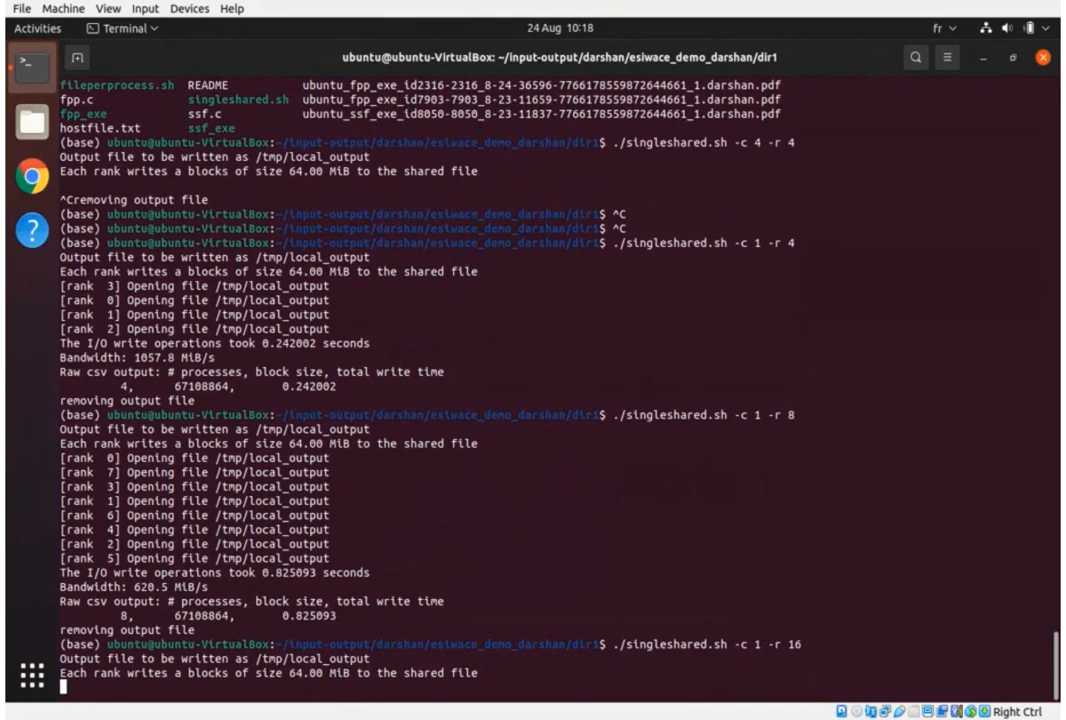 File Machine View Input Devices Help
Activities Terminal 24 Aug 10:18 fr
ubuntu@ubuntu-VirtualBox: ~/input-output/darshan/esiwace_demo_darshan/dir1
fileperprocess.sh README ubuntu_fpp_exe_id2316-2316_8-24-36596-7766178559872644661_1.darshan.pdf
fpp.c singleshared.sh ubuntu_fpp_exe_id7903-7903_8-23-11659-7766178559872644661_1.darshan.pdf
fpp_exe ssf.c ubuntu_ssf_exe_id8050-8050_8-23-11837-7766178559872644661_1.darshan.pdf
hostfile.txt ssf_exe
(base) ubuntu@ubuntu-VirtualBox:~/input-output/darshan/esiwace_demo_darshan/dir1$ ./singleshared.sh -c 4 -r 4
Output file to be written as /tmp/local_output
Each rank writes a blocks of size 64.00 MiB to the shared file
^Cremoving output file
(base) ubuntu@ubuntu-VirtualBox:~/input-output/darshan/esiwace_demo_darshan/dir1$ ^C
(base) ubuntu@ubuntu-VirtualBox:~/input-output/darshan/esiwace_demo_darshan/dir1$ ^C
(base) ubuntu@ubuntu-VirtualBox:~/input-output/darshan/esiwace_demo_darshan/dir1$ ./singleshared.sh -c 1 -r 4
Output file to be written as /tmp/local_output
Each rank writes a blocks of size 64.00 MiB to the shared file
[rank 3] Opening file /tmp/local_output
[rank 0] Opening file /tmp/local_output
[rank 1] Opening file /tmp/local_output
[rank 2] Opening file /tmp/local_output
The I/O write operations took 0.242002 seconds
Bandwidth: 1057.8 MiB/s
Raw csv output: # processes, block size, total write time
4, 67108864, 0.242002
removing output file
(base) ubuntu@ubuntu-VirtualBox:~/input-output/darshan/esiwace_demo_darshan/dir1$ ./singleshared.sh -c 1 -r 8
Output file to be written as /tmp/local_output
Each rank writes a blocks of size 64.00 MiB to the shared file
[rank 0] Opening file /tmp/local_output
[rank 7] Opening file /tmp/local_output
[rank 3] Opening file /tmp/local_output
[rank 1] Opening file /tmp/local_output
[rank 6] Opening file /tmp/local_output
[rank 4] Opening file /tmp/local_output
[rank 2] Opening file /tmp/local_output
[rank 5] Opening file /tmp/local_output
The I/O write operations took 0.825093 seconds
Bandwidth: 620.5 MiB/s
Raw csv output: # processes, block size, total write time
8, 67108864, 0.825093
removing output file
(base) ubuntu@ubuntu-VirtualBox:~/input-output/darshan/esiwace_demo_darshan/dir1$ ./singleshared.sh -c 1 -r 16
Output file to be written as /tmp/local_output
Each rank writes a blocks of size 64.00 MiB to the shared file
Right Ctrl